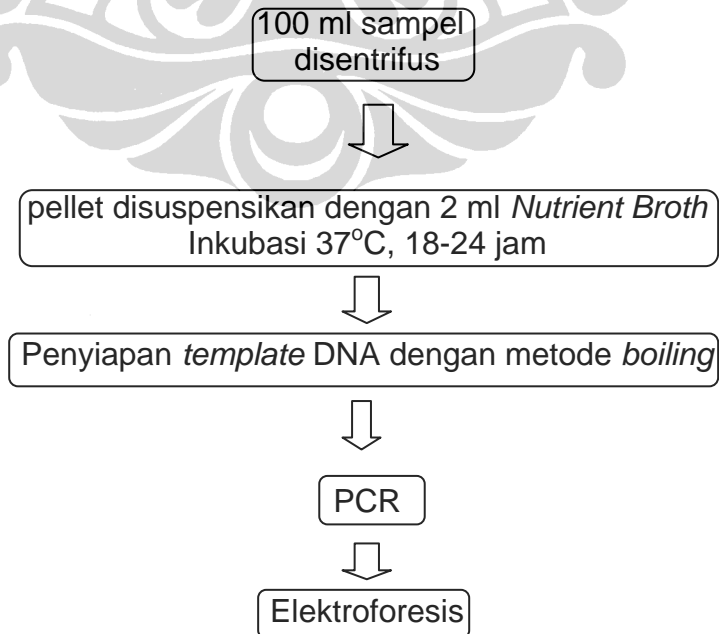 100 ml sampel
disentrifus
pellet disuspensikan dengan 2 ml Nutrient Broth
Inkubasi 37°C, 18-24 jam
Penyiapan template DNA dengan metode boiling
PCR
Elektroforesis